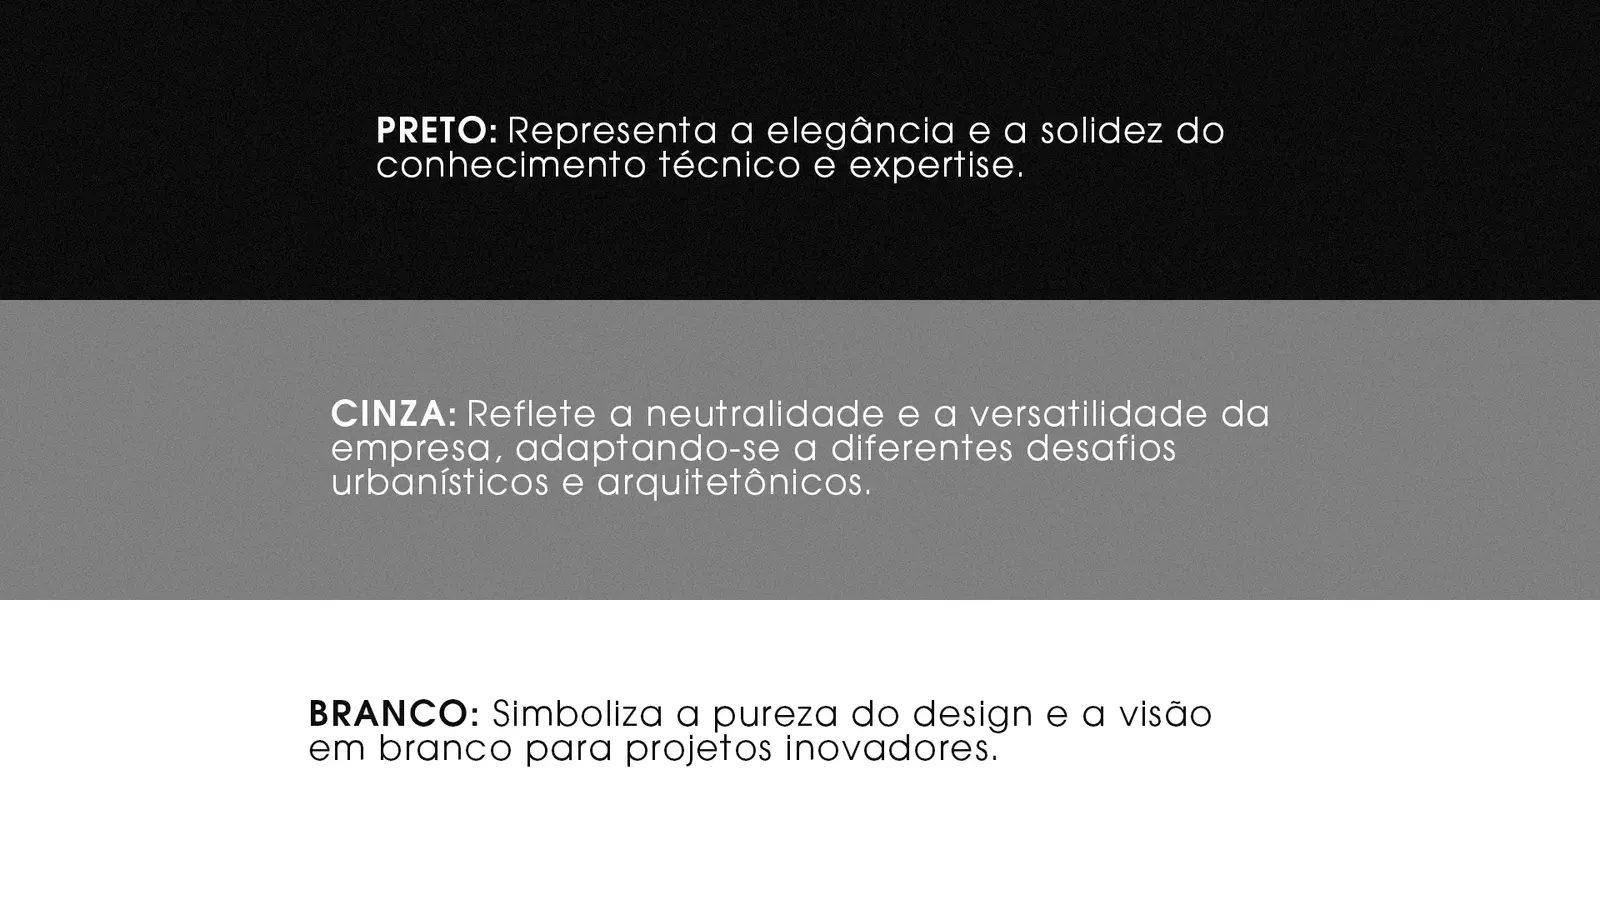 PRETO: Representa a elegância e a solidez do
conhecimento técnico e expertise.
CINZA: Reflete a neutralidade e a versatilidade da
empresa, adaptando-se a diferentes desafios
urbanísticos e arquitetônicos.
BRANCO: Simboliza a pureza do design e a visão
em branco para projetos inovadores.